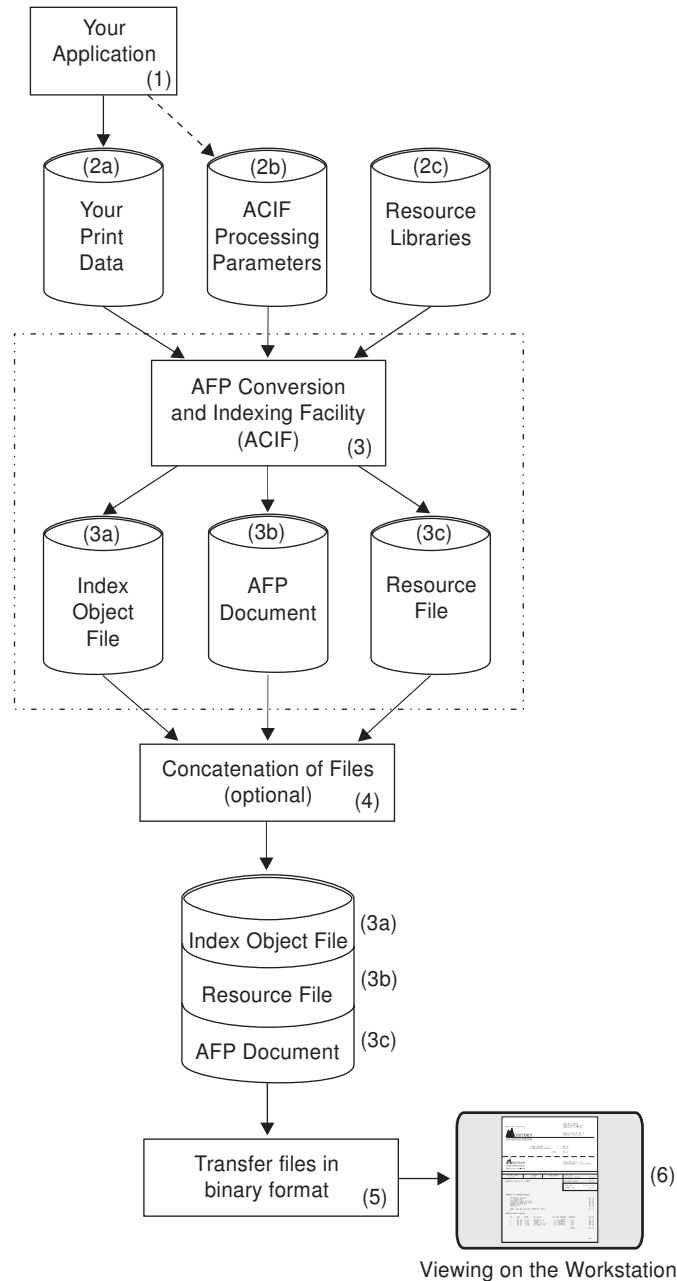 Your
Application
(1)
(2a)
Your
Print
Data
(2b)
ACIF
Processing
Parameters
(2c)
Resource
Libraries
AFP Conversion
and Indexing Facility
(ACIF)
(3)
(3a)
Index
Object
File
(3b)
AFP
Document
(3c)
Resource
File
Concatenation of Files
(optional)
(4)
Index Object File
(3a)
Resource File
(3b)
AFP Document
(3c)
Transfer files in
binary format
(5)
(6)
Viewing on the Workstation